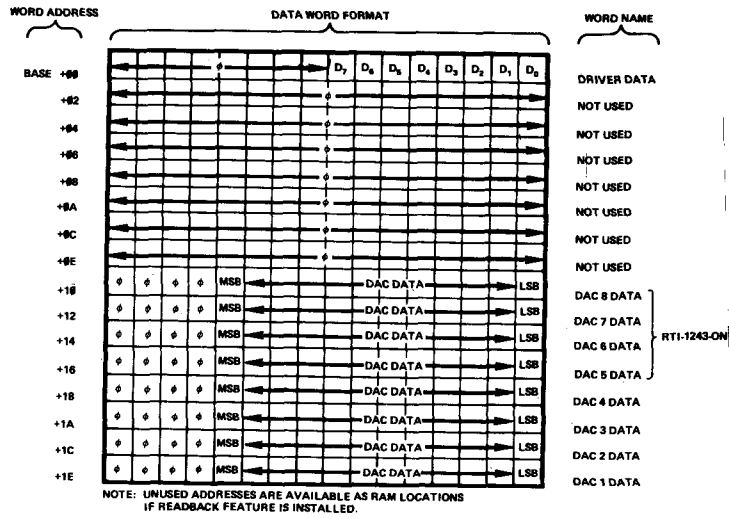 WORD ADDRESS DATA WORD FORMAT WORD NAME
BASE +00 ϕ D7 D6 D5 D4 D3 D2 D1 D0 DRIVER DATA
+02 ϕ NOT USED
+04 ϕ NOT USED
+06 ϕ NOT USED
+08 ϕ NOT USED
+0A ϕ NOT USED
+0C ϕ NOT USED
+0E ϕ NOT USED
+10 ϕ ϕ ϕ ϕ MSB DAC DATA LSB DAC 8 DATA
+12 ϕ ϕ ϕ ϕ MSB DAC DATA LSB DAC 7 DATA
+14 ϕ ϕ ϕ ϕ MSB DAC DATA LSB DAC 6 DATA RTI-1243-ON
+16 ϕ ϕ ϕ ϕ MSB DAC DATA LSB DAC 5 DATA
+18 ϕ ϕ ϕ ϕ MSB DAC DATA LSB DAC 4 DATA
+1A ϕ ϕ ϕ ϕ MSB DAC DATA LSB DAC 3 DATA
+1C ϕ ϕ ϕ ϕ MSB DAC DATA LSB DAC 2 DATA
+1E ϕ ϕ ϕ ϕ MSB DAC DATA LSB DAC 1 DATA
NOTE: UNUSED ADDRESSES ARE AVAILABLE AS RAM LOCATIONS
IF READBACK FEATURE IS INSTALLED.